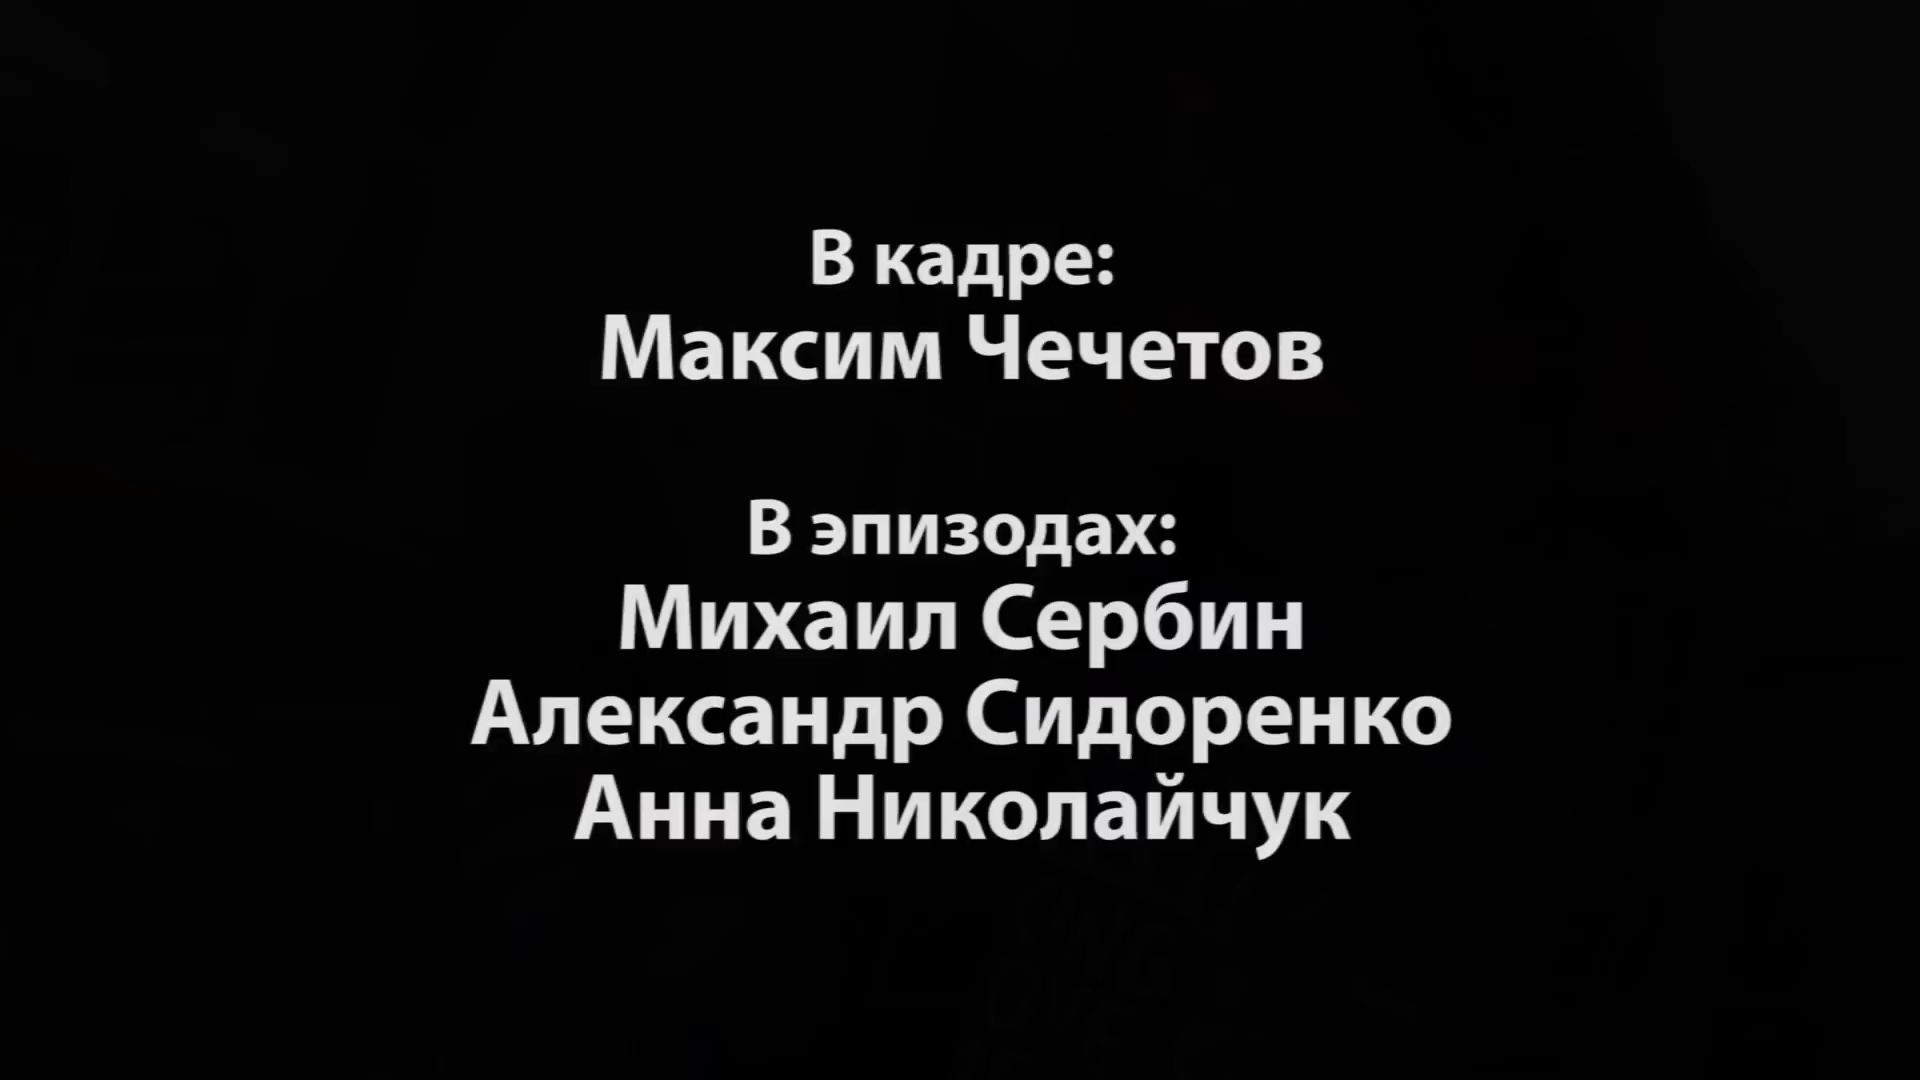 В кадре:
Максим Чечетов
В эпизодах:
Михаил Сербин
Александр Сидоренко
Анна Николайчук